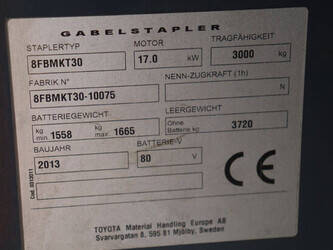 GABELSTAPLER
STAPLERTYP MOTOR TRAGFÄHIGKEIT
8FBMKT30 17.0 kW 3000 kg
FABRIK N° NENN-ZUGKRAFT (1h)
8FBMKT30-10075 N
BATTERIEGEWICHT LEERGEWICHT
kg min 1558 kg max 1665 Ohne Batterie kg 3720
BAUJAHR BATTERIE-V
2013 80 V
CE
TOYOTA Material Handling Europe AB
Svarvargatan 8, 595 81 Mjölby, Sweden